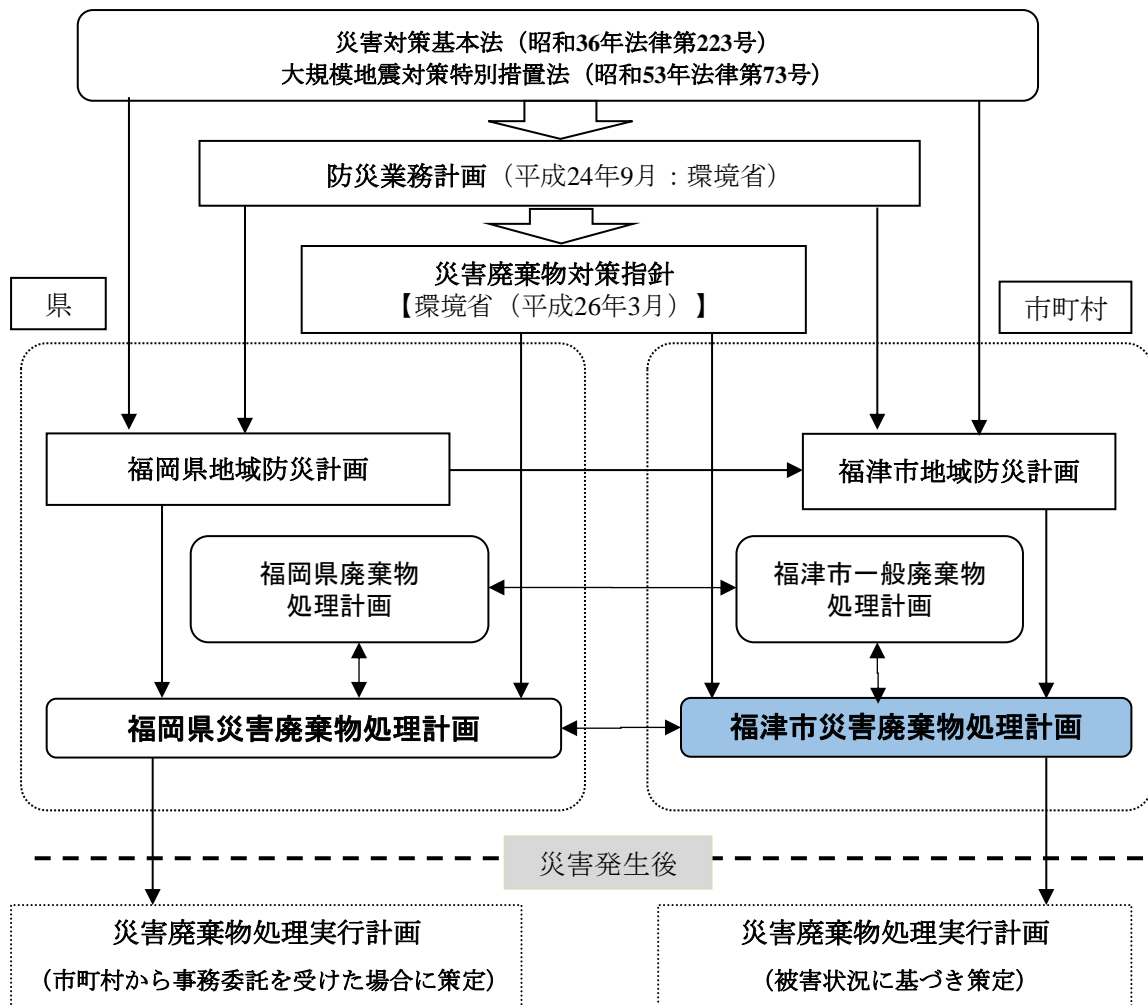 災害対策基本法（昭和36年法律第223号）
大規模地震対策特別措置法（昭和53年法律第73号）
防災業務計画（平成24年9月：環境省）
災害廃棄物対策指針
【環境省（平成26年3月）】
県
市町村
福岡県地域防災計画
福津市地域防災計画
福岡県廃棄物
処理計画
福津市一般廃棄物
処理計画
福岡県災害廃棄物処理計画
福津市災害廃棄物処理計画
災害発生後
災害廃棄物処理実行計画
（市町村から事務委託を受けた場合に策定）
災害廃棄物処理実行計画
（被害状況に基づき策定）